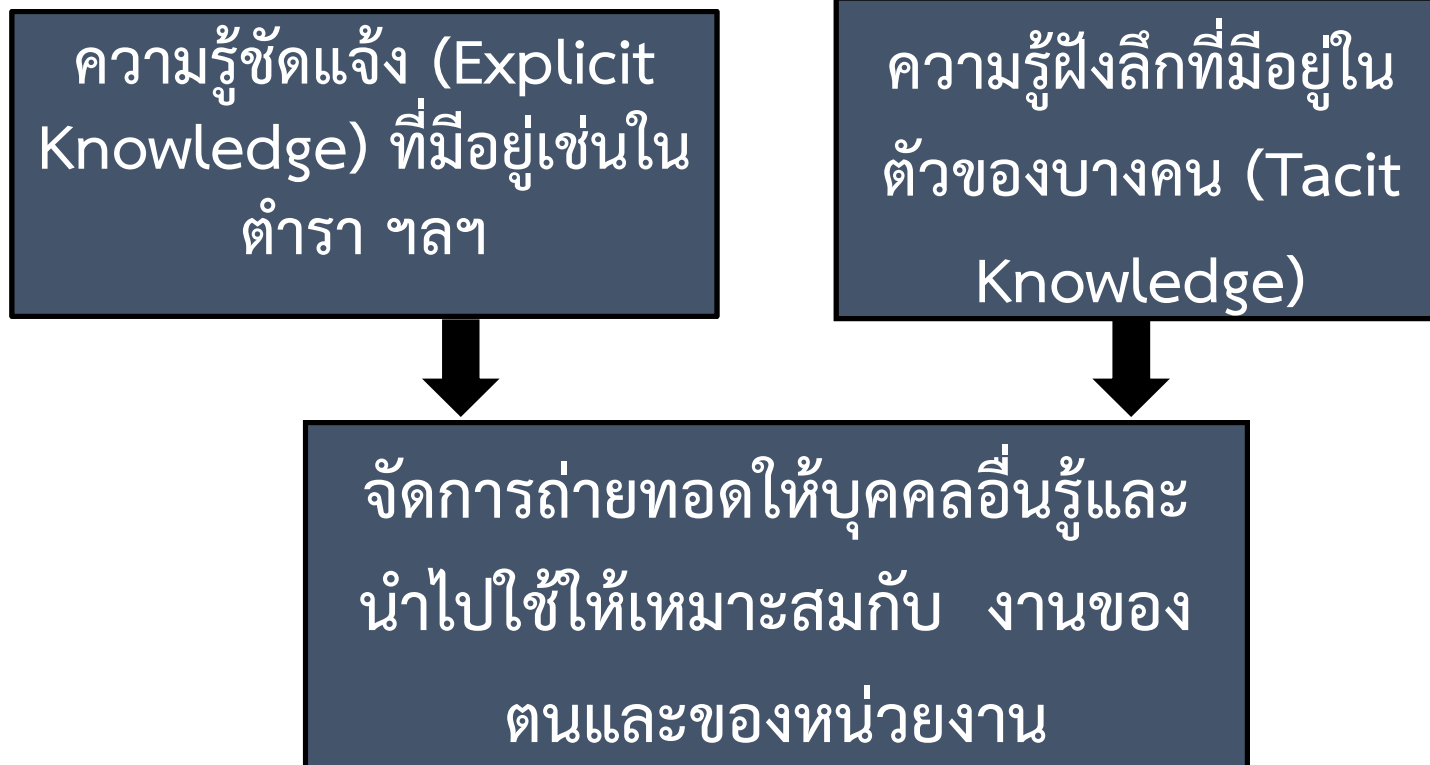 ความรู้ชัดแจ้ง (Explicit
Knowledge) ที่มีอยู่เช่นใน
ตำรา ฯลฯ
ความรู้ฝังลึกที่มีอยู่ใน
ตัวของบางคน (Tacit
Knowledge)
จัดการถ่ายทอดให้บุคคลอื่นรู้และ
นำไปใช้ให้เหมาะสมกับ งานของ
ตนและของหน่วยงาน